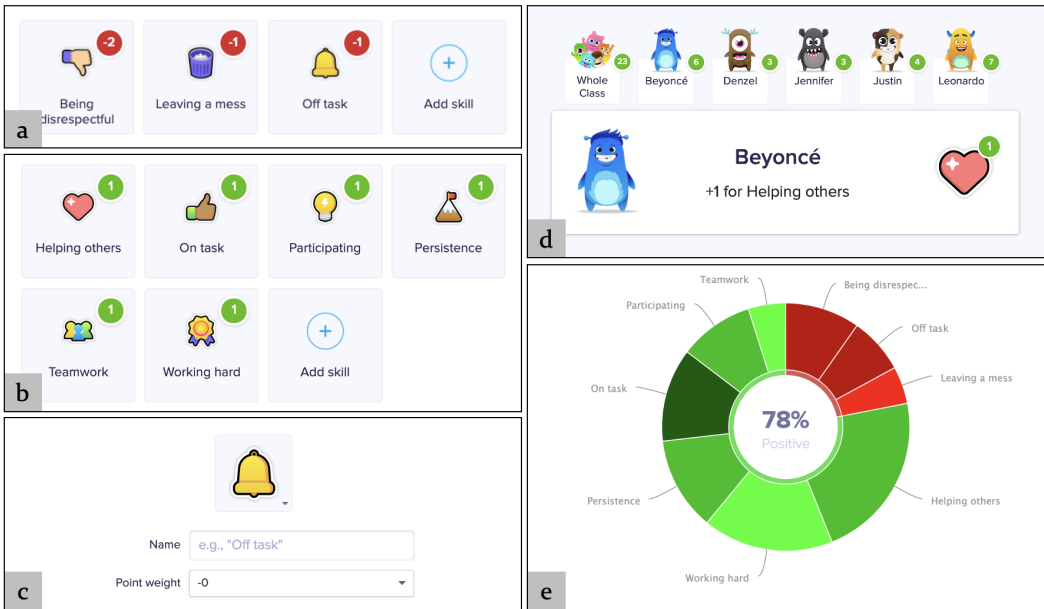 -2
-1
-1
+
Being
disrespectful
Leaving a mess
Off task
Add skill
a
1
1
1
1
Helping others
On task
Participating
Persistence
1
1
+
Teamwork
Working hard
Add skill
b
Name
e.g., "Off task"
Point weight
-0
c
23
6
3
3
4
7
Whole
Class
Beyoncé
Denzel
Jennifer
Justin
Leonardo
Beyoncé
+1 for Helping others
1
d
Teamwork
Being disrespec...
Participating
Off task
Leaving a mess
On task
78%
Positive
Persistence
Helping others
Working hard
e